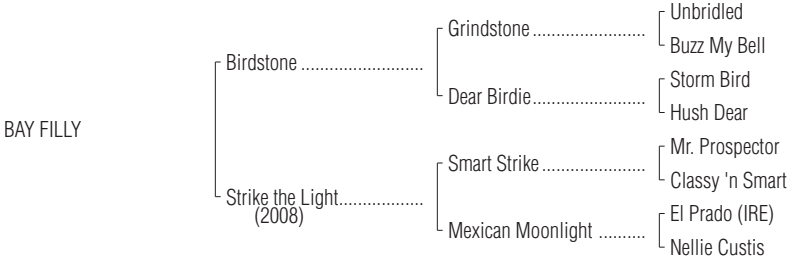 Unbridled
Grindstone.......................
Buzz My Bell
Birdstone .........................
Storm Bird
Dear Birdie.......................
Hush Dear
BAY FILLY
Mr. Prospector
Smart Strike.....................
Classy 'n Smart
Strike the Light.................
(2008)
El Prado (IRE)
Mexican Moonlight ..........
Nellie Custis